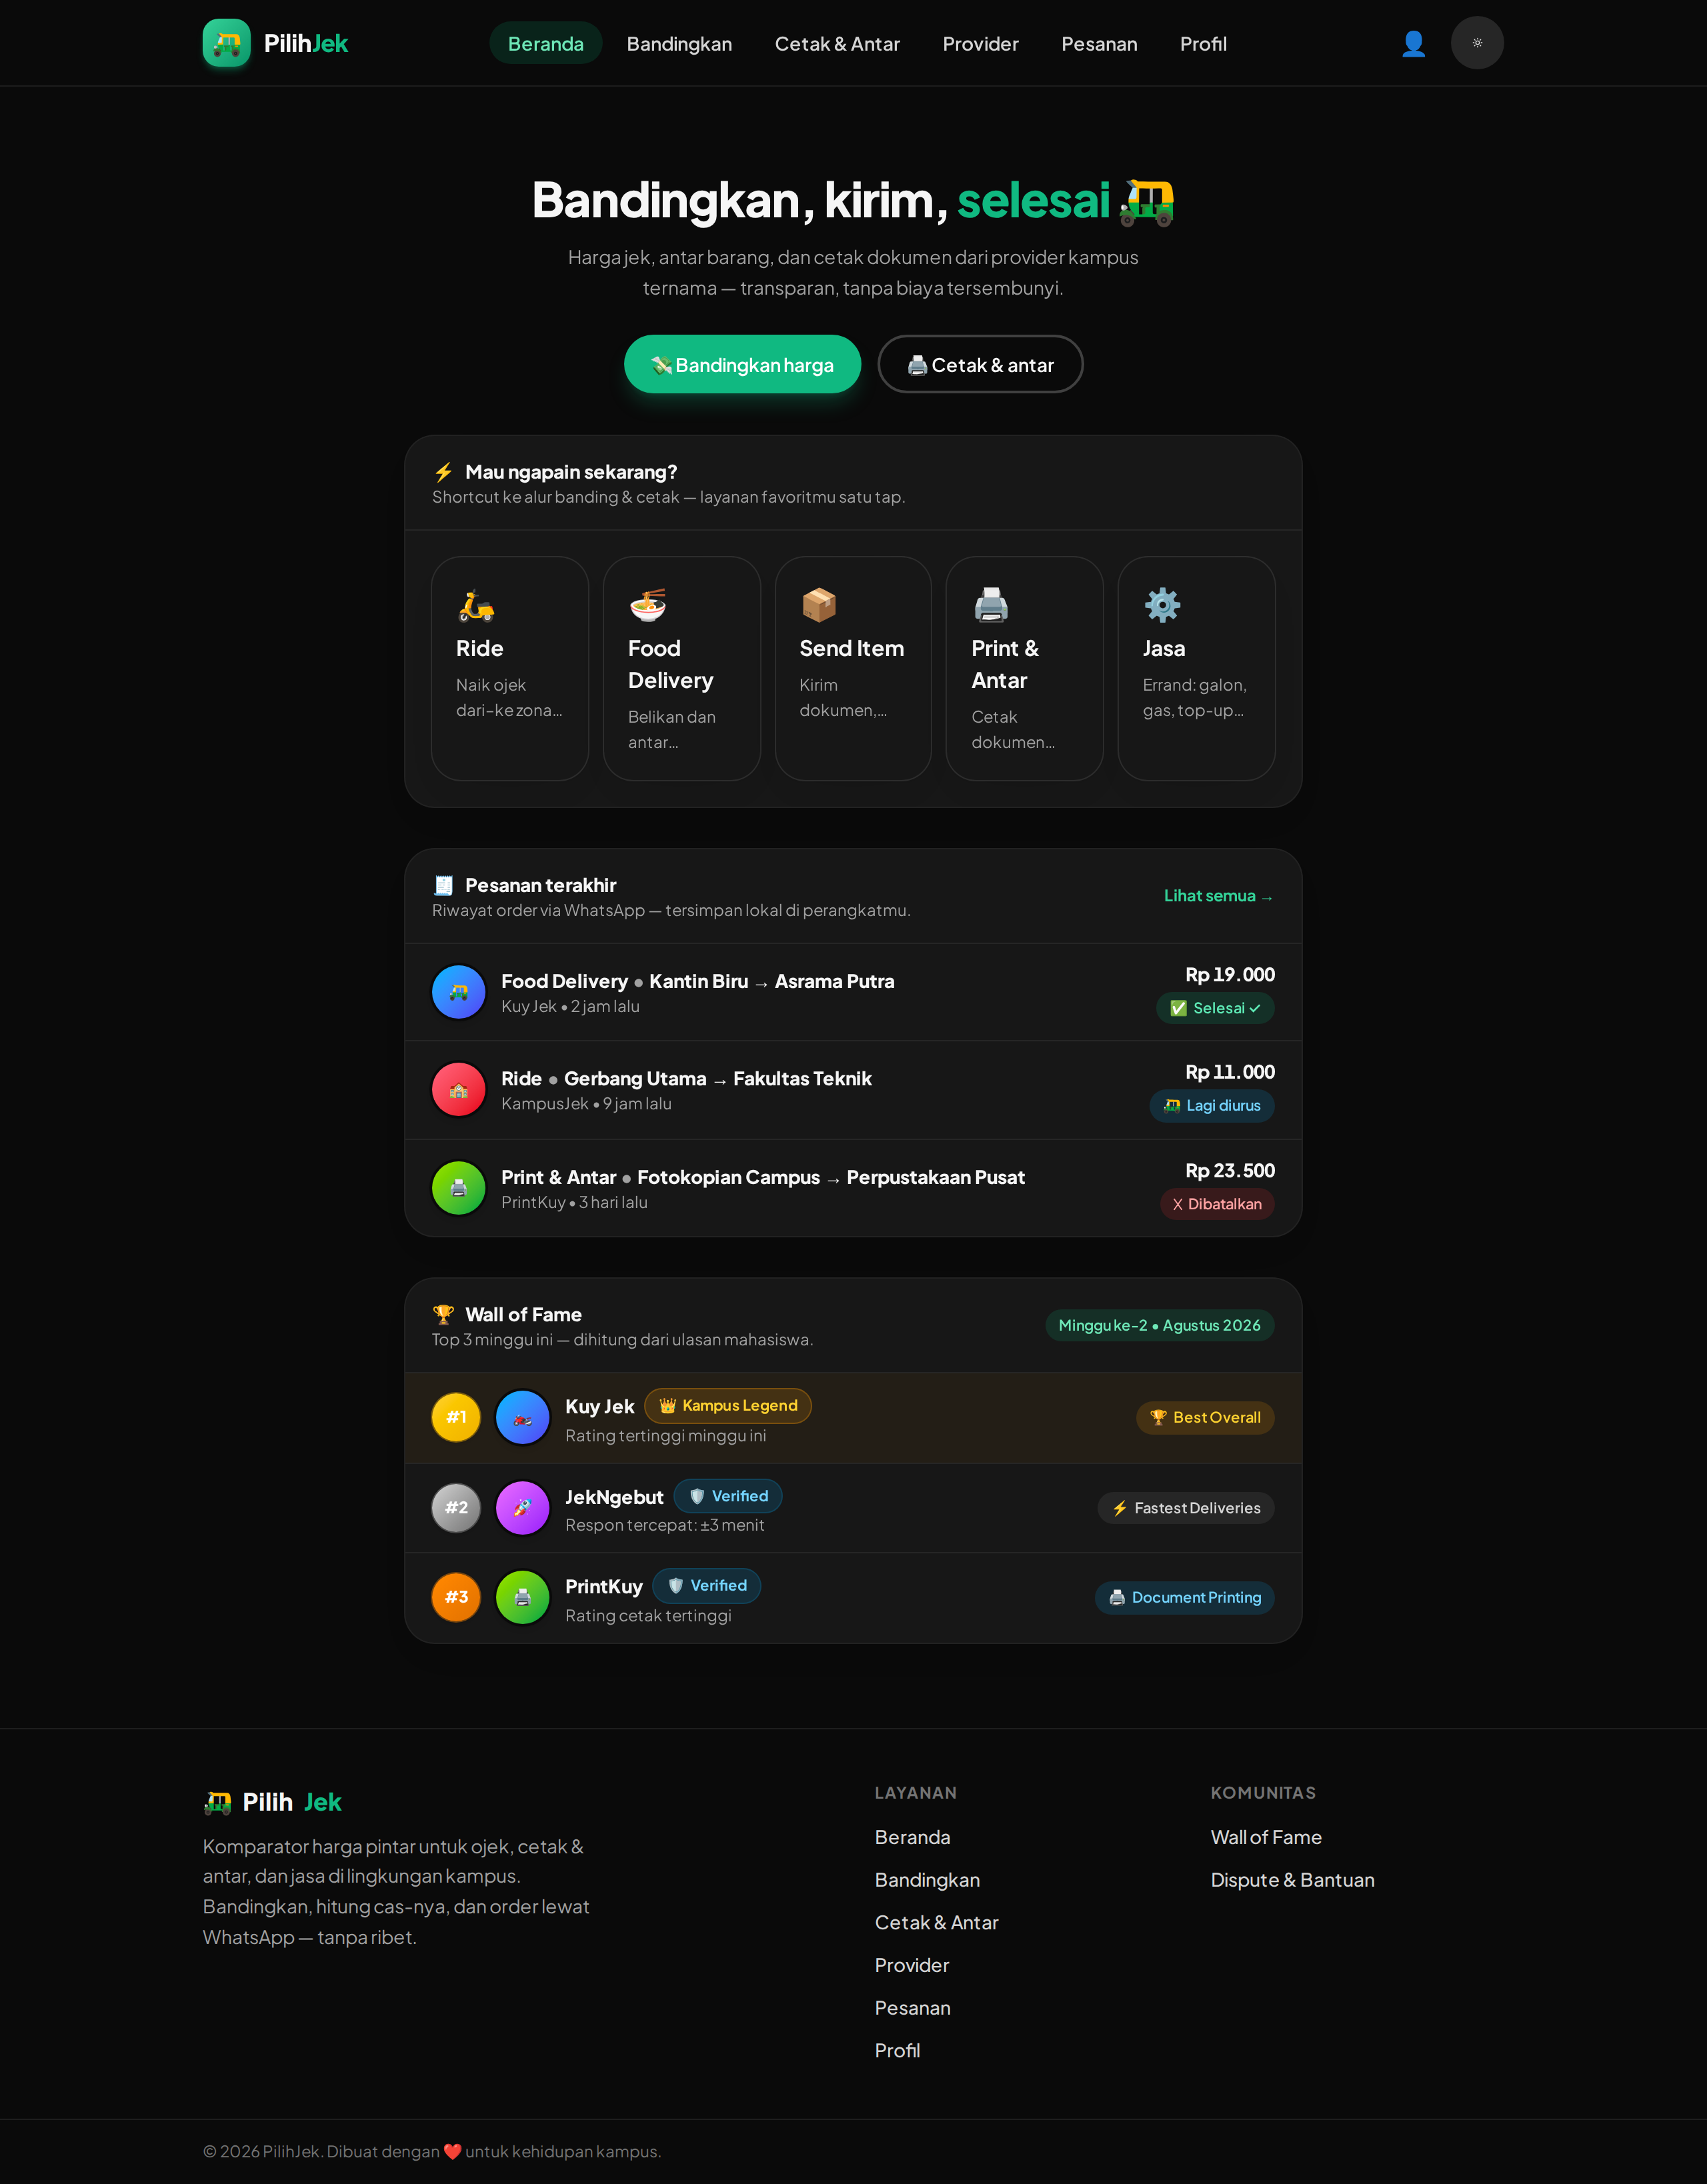 PilihJek
Beranda
Bandingkan
Cetak & Antar
Provider
Pesanan
Profil
Bandingkan, kirim, selesai
Harga jek, antar barang, dan cetak dokumen dari provider kampus
ternama — transparan, tanpa biaya tersembunyi.
Bandingkan harga
Cetak & antar
Mau ngapain sekarang?
Shortcut ke alur banding & cetak — layanan favoritmu satu tap.
Ride
Naik ojek
dari-ke zona...
Food
Delivery
Belikan dan
antar...
Send Item
Kirim
dokumen,...
Print &
Antar
Cetak
dokumen...
Jasa
Errand: galon,
gas, top-up...
Pesanan terakhir
Riwayat order via WhatsApp — tersimpan lokal di perangkatmu.
Lihat semua →
Food Delivery • Kantin Biru → Asrama Putra
Kuy Jek • 2 jam lalu
Rp 19.000
✅ Selesai ✓
Ride • Gerbang Utama → Fakultas Teknik
KampusJek • 9 jam lalu
Rp 11.000
Lagi diurus
Print & Antar • Fotokopian Campus → Perpustakaan Pusat
PrintKuy • 3 hari lalu
Rp 23.500
X Dibatalkan
Wall of Fame
Top 3 minggu ini — dihitung dari ulasan mahasiswa.
Minggu ke-2 • Agustus 2026
#1
Kuy Jek
Kampus Legend
Rating tertinggi minggu ini
Best Overall
#2
JekNgebut
Verified
Respon tercepat: ±3 menit
Fastest Deliveries
#3
PrintKuy
Verified
Rating cetak tertinggi
Document Printing
Pilih Jek
Komparator harga pintar untuk ojek, cetak &
antar, dan jasa di lingkungan kampus.
Bandingkan, hitung cas-nya, dan order lewat
WhatsApp — tanpa ribet.
LAYANAN
Beranda
Bandingkan
Cetak & Antar
Provider
Pesanan
Profil
KOMUNITAS
Wall of Fame
Dispute & Bantuan
© 2026 PilihJek. Dibuat dengan ❤️ untuk kehidupan kampus.